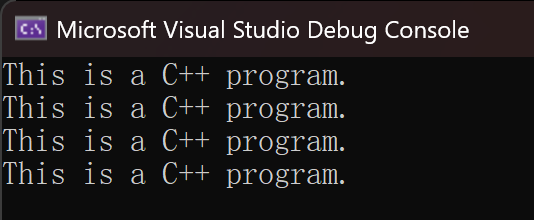 C:\
Microsoft Visual Studio Debug Console
This is a C++ program.
This is a C++ program.
This is a C++ program.
This is a C++ program.